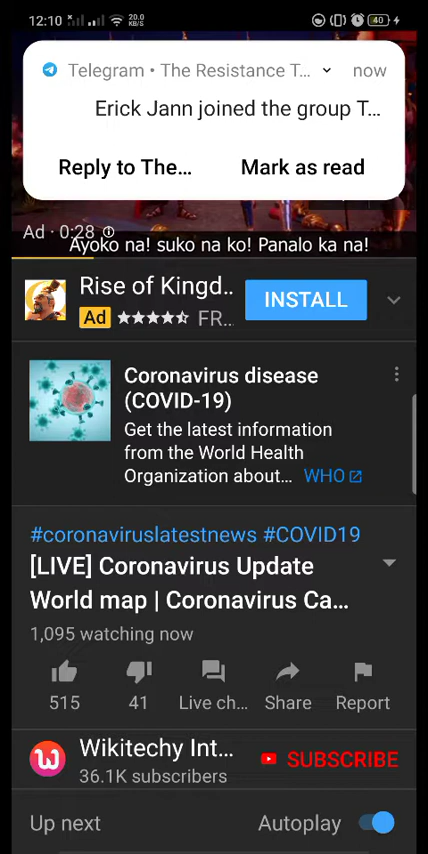 12:10
20.0
KB/S
40
Telegram • The Resistance T... now
Erick Jann joined the group T...
Reply to The... Mark as read
Ad · 0:28
Ayoko na! suko na ko! Panalo ka na!
Rise of Kingd..
INSTALL
Ad FR..
Coronavirus disease
(COVID-19)
Get the latest information
from the World Health
Organization about... WHO
#coronaviruslatestnews #COVID19
[LIVE] Coronavirus Update
World map | Coronavirus Ca...
1,095 watching now
515 41 Live ch... Share Report
Wikitechy Int...
SUBSCRIBE
36.1K subscribers
Up next Autoplay